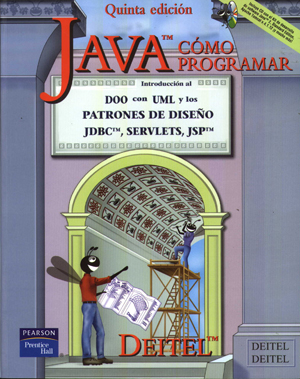 Quinta edición
JAVA™ CÓMO
PROGRAMAR
Introducción al
DOO con UML y los
PATRONES DE DISEÑO
JDBC™, SERVLETS, JSP™
PEARSON
Prentice
Hall
DEITEL™
DEITEL
DEITEL